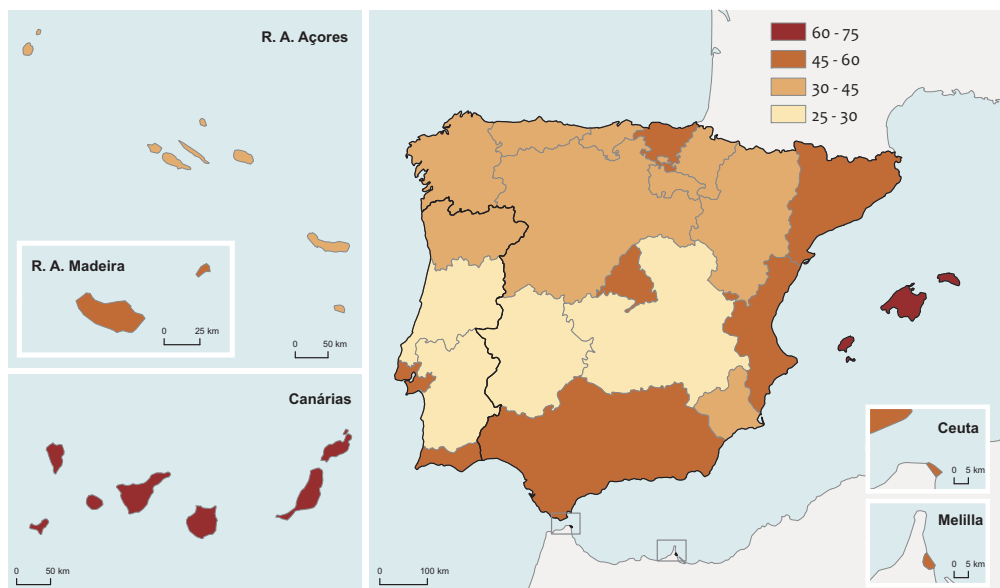 R. A. Açores
R. A. Madeira
0 25 km
0 50 km
Canárias
0 50 km
60 - 75
45 - 60
30 - 45
25 - 30
0 100 km
Ceuta
0 5 km
Melilla
0 5 km